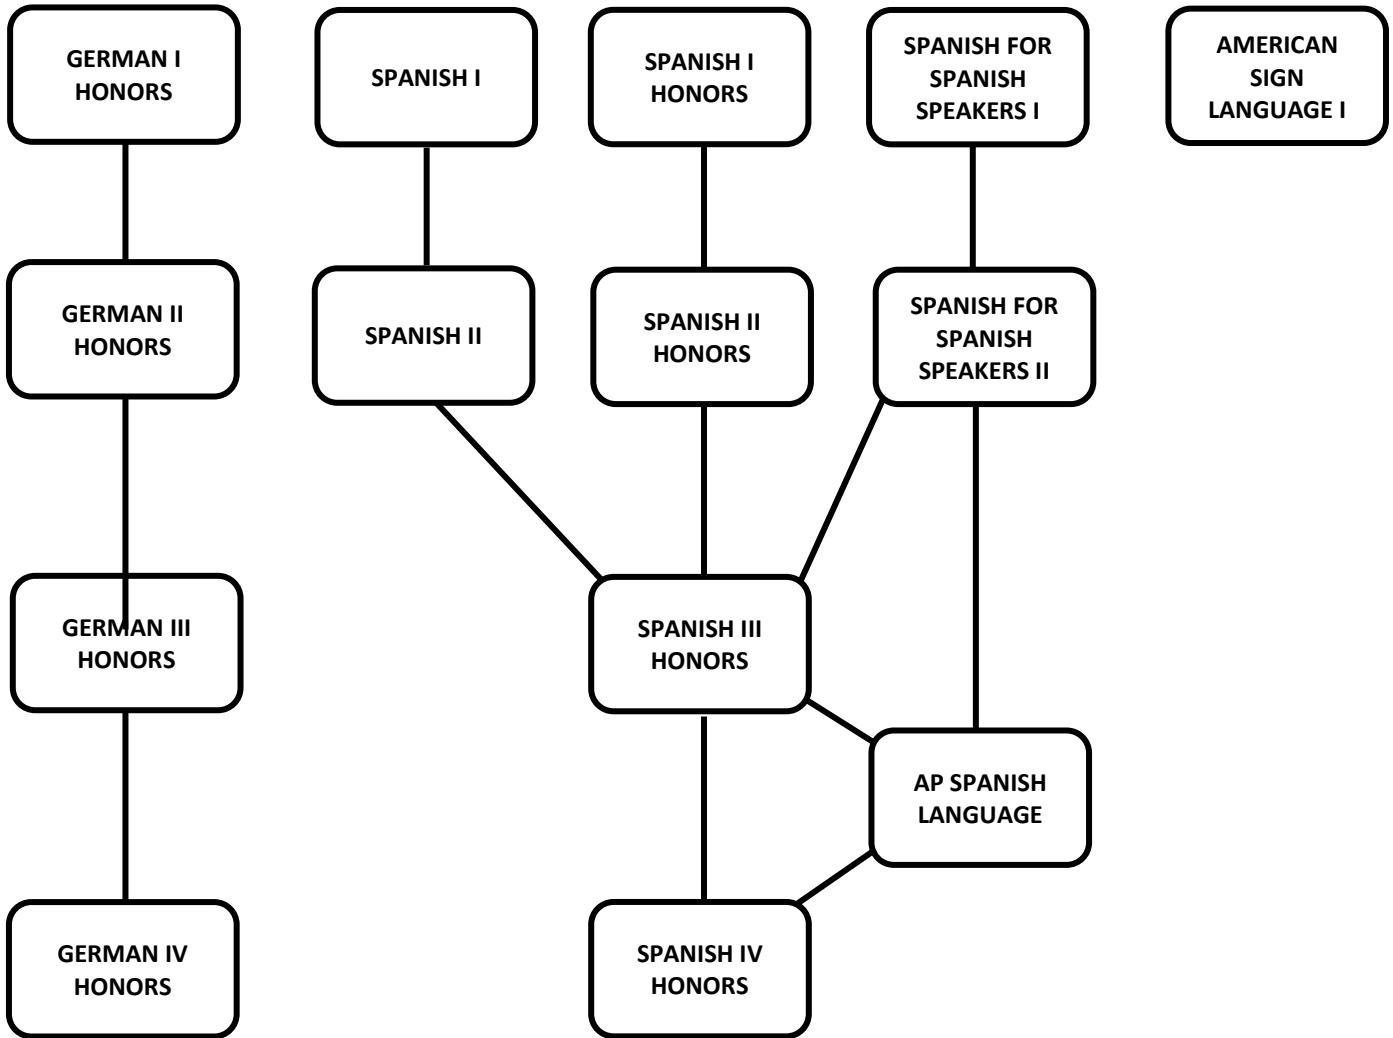 GERMAN I
HONORS
SPANISH I
SPANISH I
HONORS
SPANISH FOR
SPANISH
SPEAKERS I
AMERICAN
SIGN
LANGUAGE I
GERMAN II
HONORS
SPANISH II
SPANISH II
HONORS
SPANISH FOR
SPANISH
SPEAKERS II
GERMAN III
HONORS
SPANISH III
HONORS
AP SPANISH
LANGUAGE
GERMAN IV
HONORS
SPANISH IV
HONORS